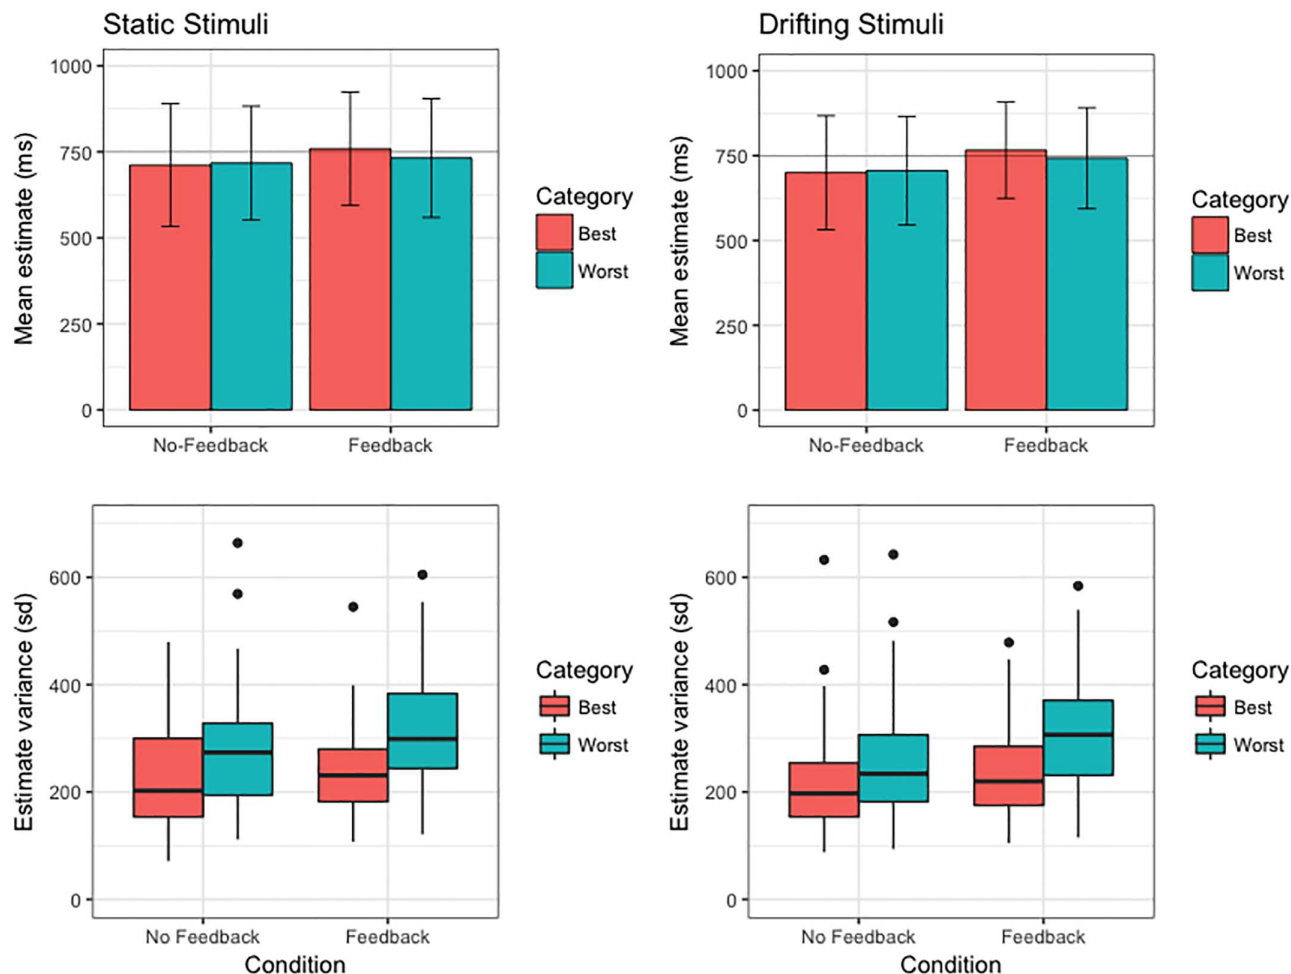 Static Stimuli
Mean estimate (ms)
1000
750
500
250
0
No-Feedback
Feedback
Category
Best
Worst
Drifting Stimuli
Mean estimate (ms)
1000
750
500
250
0
No-Feedback
Feedback
Category
Best
Worst
Estimate variance (sd)
600
400
200
0
No Feedback
Feedback
Condition
Category
Best
Worst
Estimate variance (sd)
600
400
200
0
No Feedback
Feedback
Condition
Category
Best
Worst